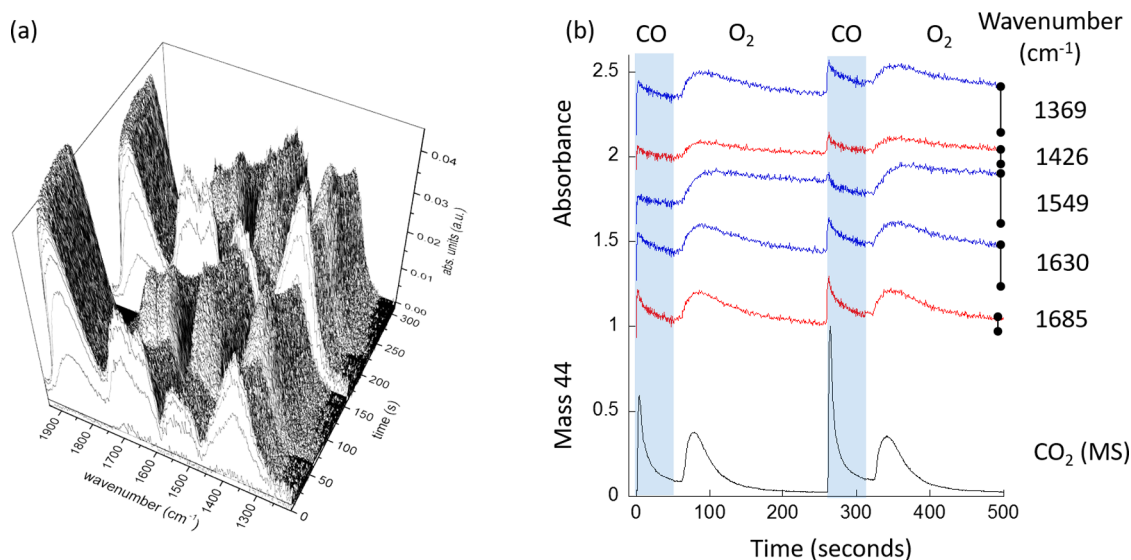 (a)
0.04
0.03
0.02
0.01
0.00
abs. units (a.u.)
300
250
200
150
100
50
0
time (s)
1900
1800
1700
1600
1500
1400
1300
wavenumber (cm-1)
(b)
CO
O2
CO
O2
Wavenumber
(cm-1)
2.5
2
1.5
1
0.5
0
Absorbance
Mass 44
1369
1426
1549
1630
1685
CO2 (MS)
0
100
200
300
400
500
Time (seconds)